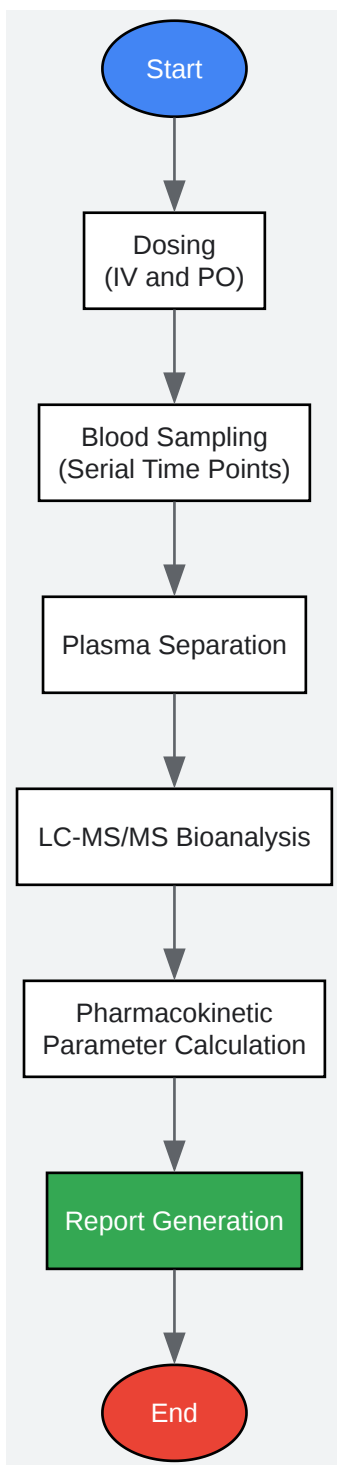 Start
Dosing
(IV and PO)
Blood Sampling
(Serial Time Points)
Plasma Separation
LC-MS/MS Bioanalysis
Pharmacokinetic
Parameter Calculation
Report Generation
End